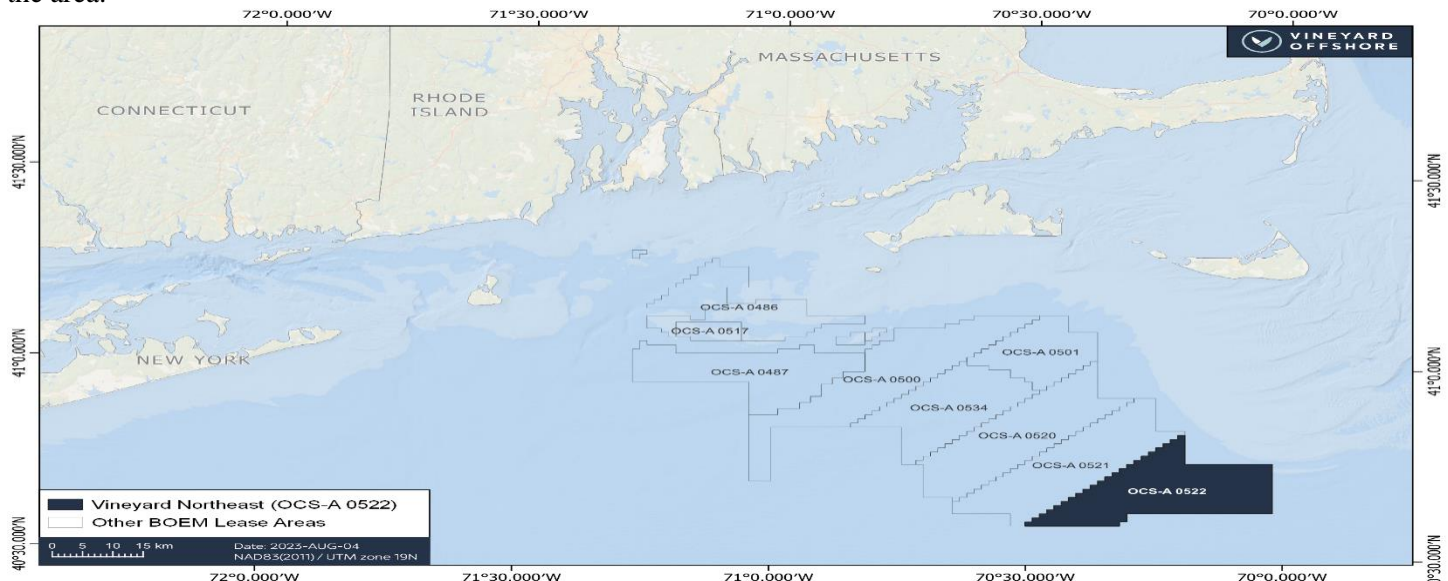 the area.
72°0.000'W 71°30.000'W 71°0.000'W 70°30.000'W 70°0.000'W
VINEYARD
OFFSHORE
MASSACHUSETTS
CONNECTICUT
RHODE
ISLAND
41°30.000'N
41°30.000'N
OCS-A 0486
OCS-A 0517
41°0.000'N
NEW YORK
OCS-A 0501
41°0.000'N
OCS-A 0487
OCS-A 0500
OCS-A 0534
OCS-A 0520
OCS-A 0521
OCS-A 0522
Vineyard Northeast (OCS-A 0522)
Other BOEM Lease Areas
0 5 10 15 km
Date: 2023-AUG-04
NAD83(2011) / UTM zone 19N
40°30.000'N
72°0.000'W 71°30.000'W 71°0.000'W 70°30.000'W 70°0.000'W